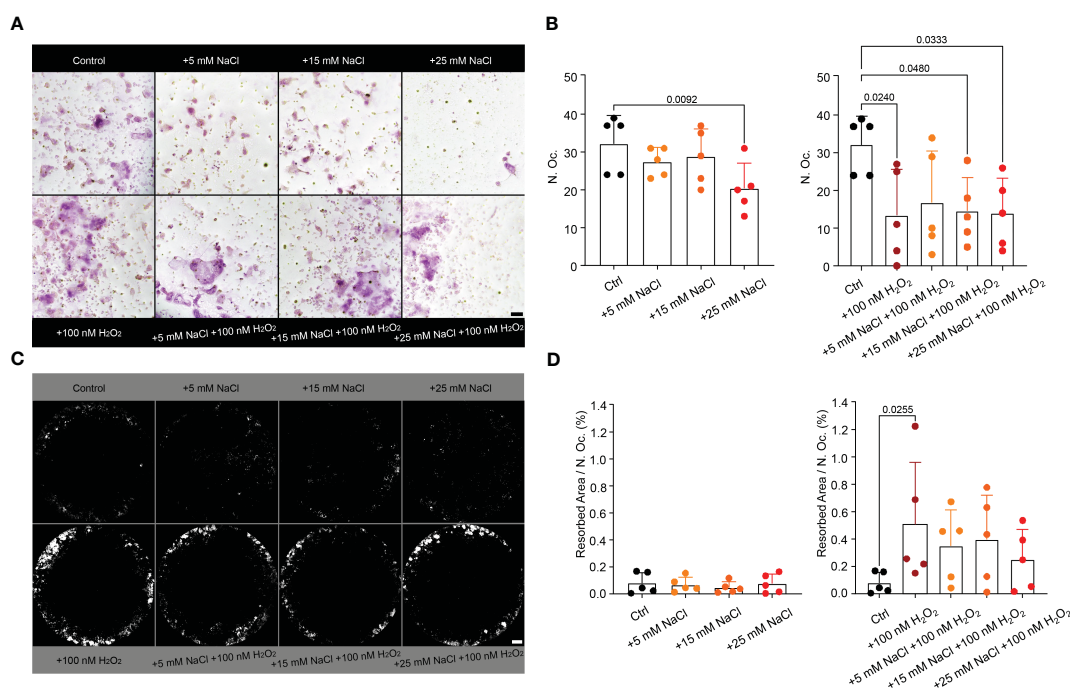 A
Control
+5 mM NaCl
+15 mM NaCl
+25 mM NaCl
+100 nM H₂O₂
+5 mM NaCl +100 nM H₂O₂
+15 mM NaCl +100 nM H₂O₂
+25 mM NaCl +100 nM H₂O₂
B
N. Oc.
50
40
30
20
10
0
0.0092
Ctrl
+5 mM NaCl
+15 mM NaCl
+25 mM NaCl
N. Oc.
50
40
30
20
10
0
0.0333
0.0480
0.0240
Ctrl
+100 nM H₂O₂
+5 mM NaCl +100 nM H₂O₂
+15 mM NaCl +100 nM H₂O₂
+25 mM NaCl +100 nM H₂O₂
C
Control
+5 mM NaCl
+15 mM NaCl
+25 mM NaCl
+100 nM H₂O₂
+5 mM NaCl +100 nM H₂O₂
+15 mM NaCl +100 nM H₂O₂
+25 mM NaCl +100 nM H₂O₂
D
Resorbed Area / N. Oc. (%)
1.4
1.2
1.0
0.8
0.6
0.4
0.2
0.0
Ctrl
+5 mM NaCl
+15 mM NaCl
+25 mM NaCl
Resorbed Area / N. Oc. (%)
1.4
1.2
1.0
0.8
0.6
0.4
0.2
0.0
0.0255
Ctrl
+100 nM H₂O₂
+5 mM NaCl +100 nM H₂O₂
+15 mM NaCl +100 nM H₂O₂
+25 mM NaCl +100 nM H₂O₂